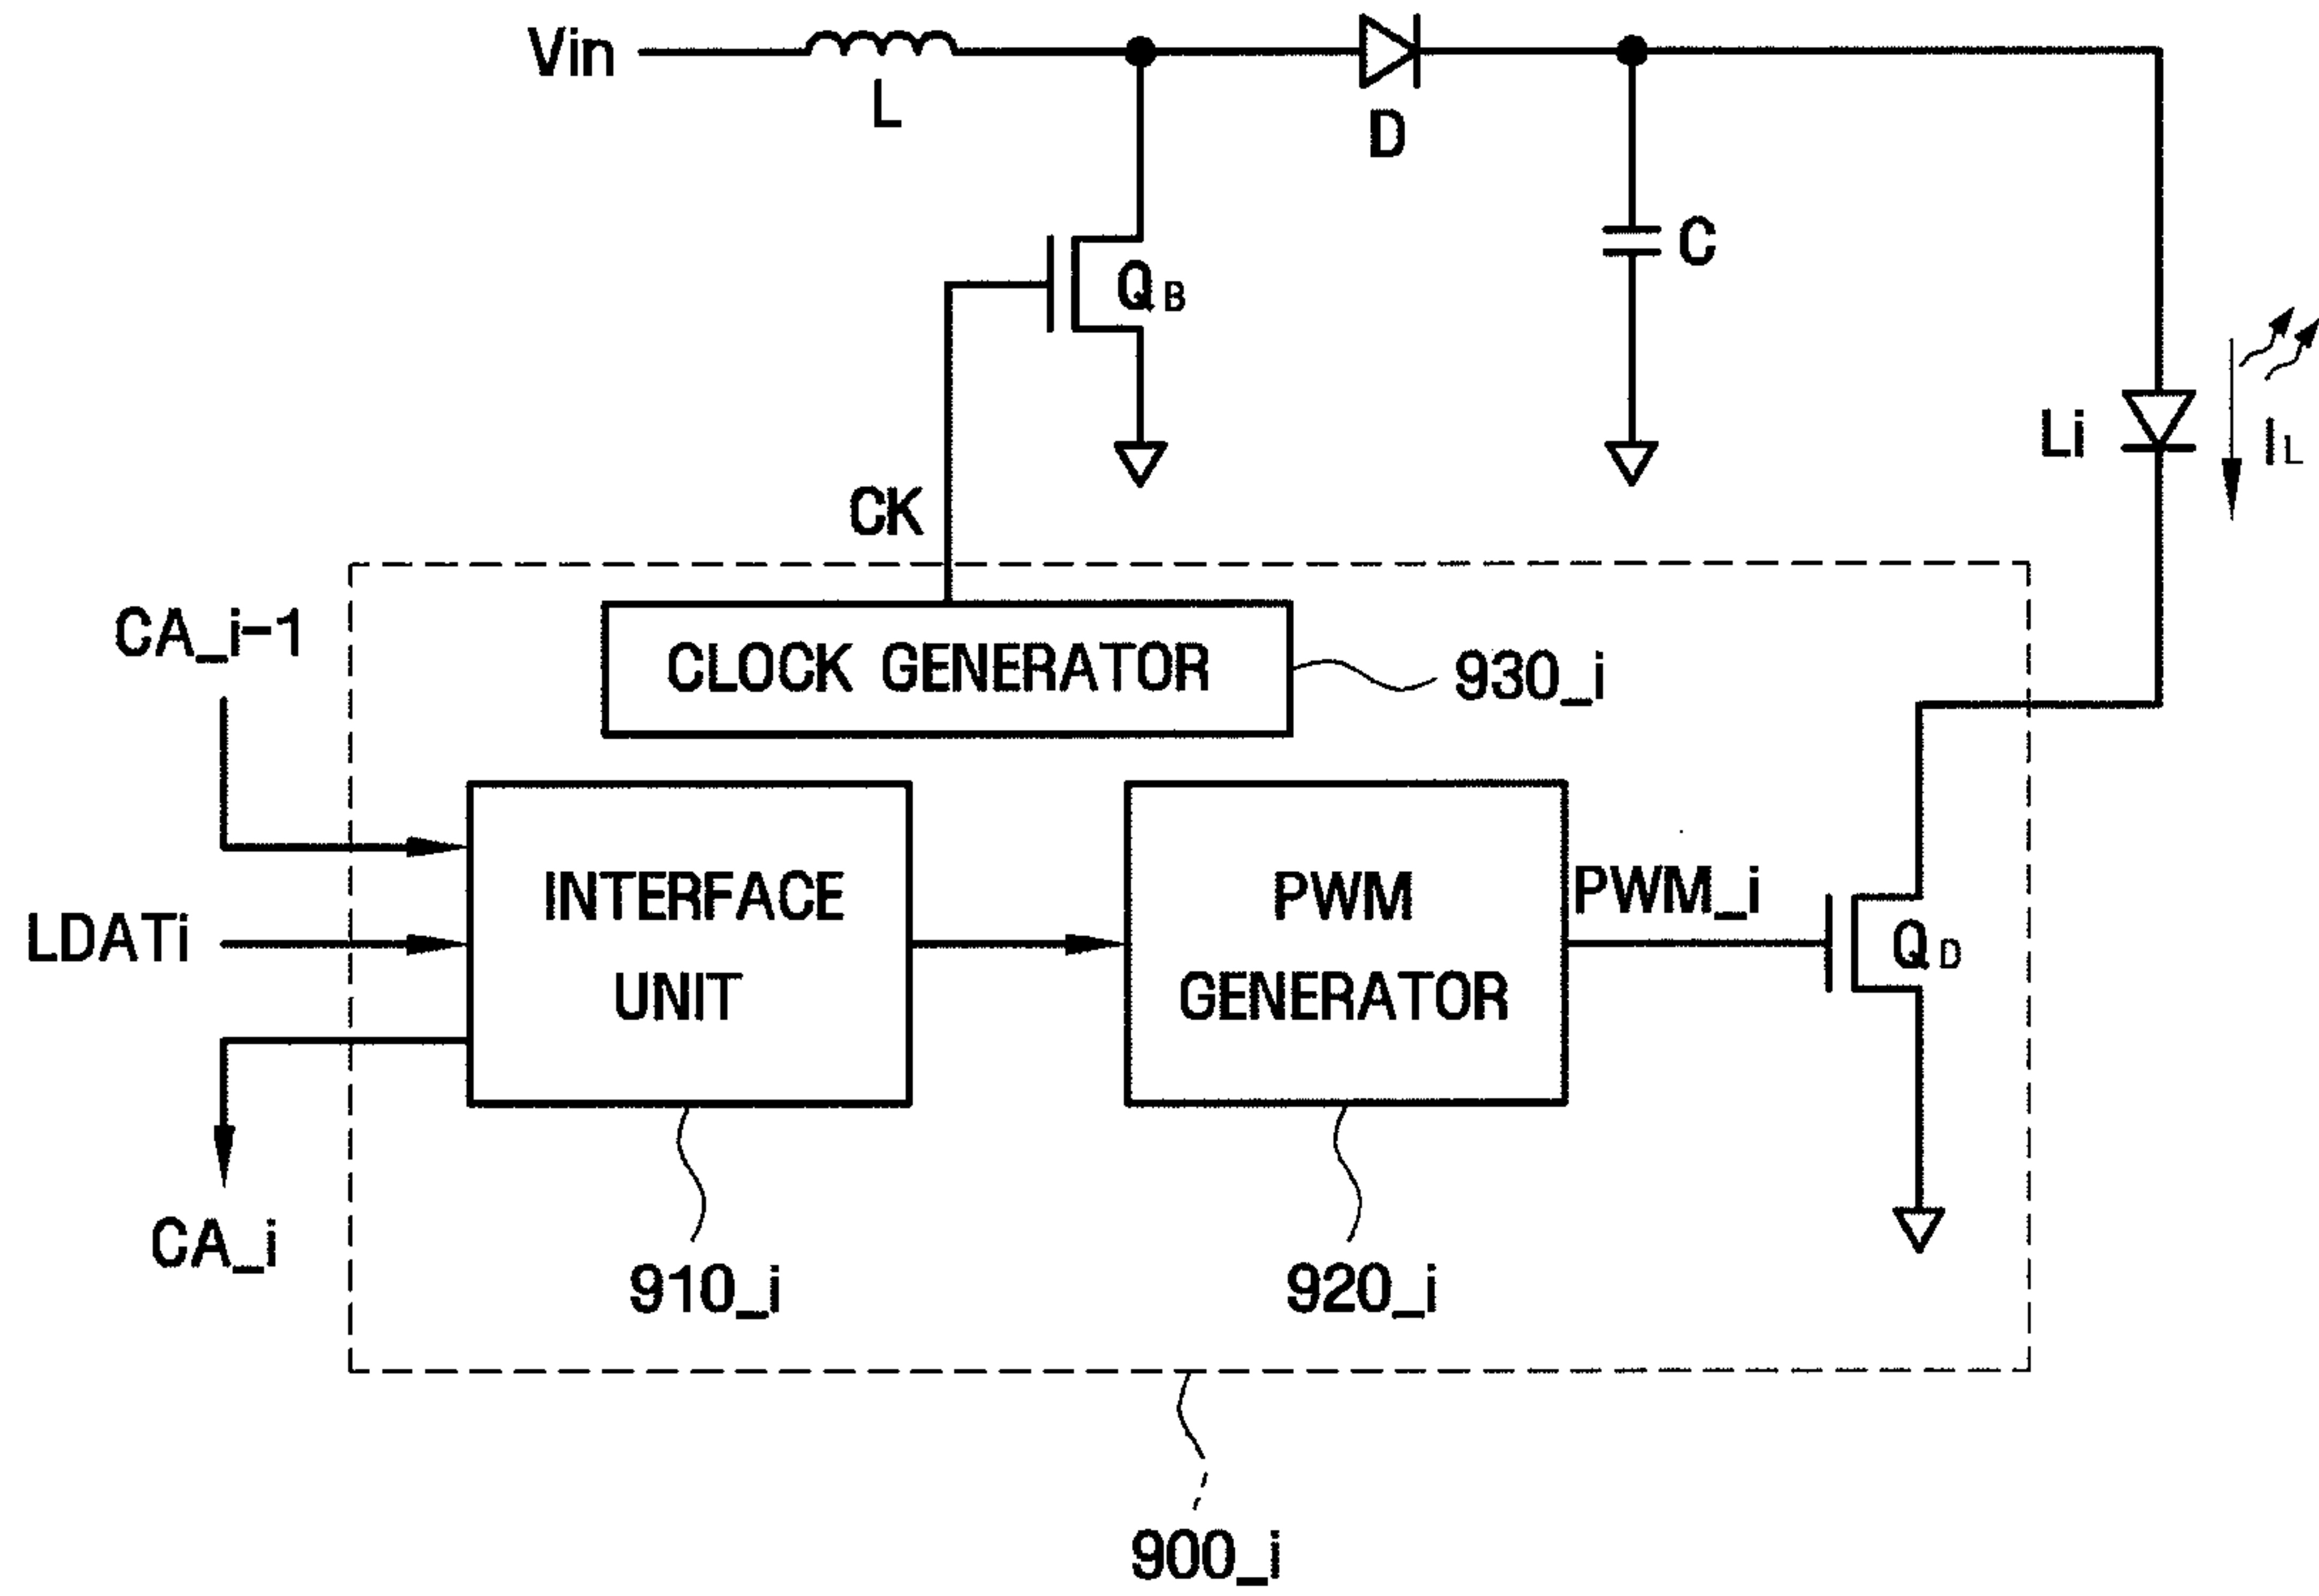 Vin
L
D
QB
C
Li
IL
CK
CA_i-1
CLOCK GENERATOR
930_i
INTERFACE
UNIT
PWM
GENERATOR
PWM_i
LDATi
QD
CA_i
910_i
920_i
900_i